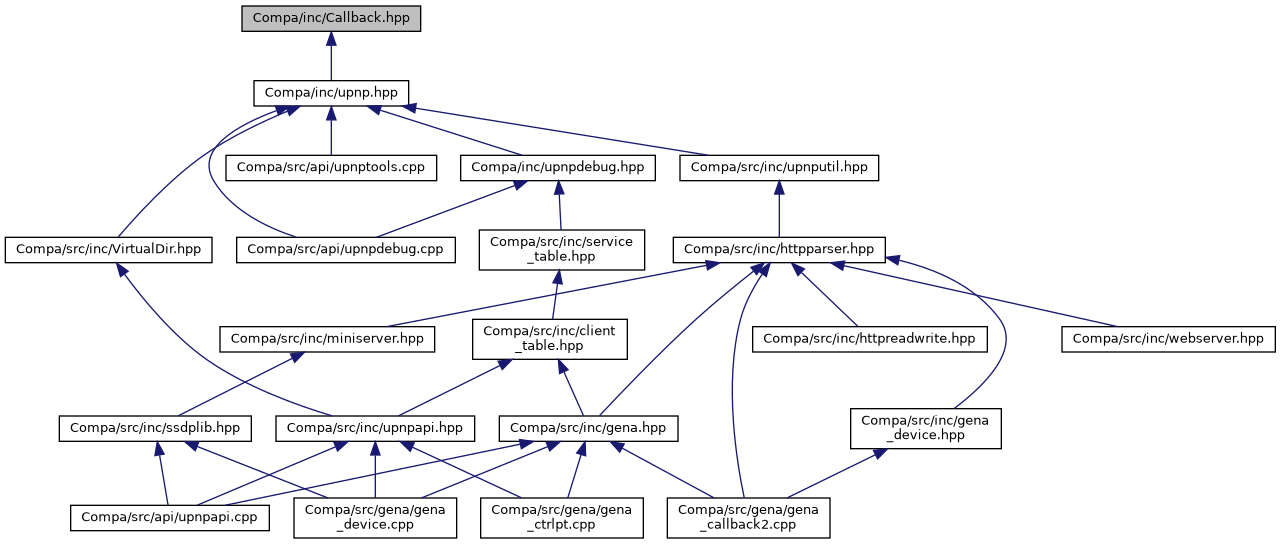 Compa/inc/Callback.hpp
Compa/inc/upnp.hpp
Compa/src/api/upnptools.cpp
Compa/inc/upnpdebug.hpp
Compa/src/inc/upnputil.hpp
Compa/src/inc/VirtualDir.hpp
Compa/src/api/upnpdebug.cpp
Compa/src/inc/service
_table.hpp
Compa/src/inc/httpparser.hpp
Compa/src/inc/miniserver.hpp
Compa/src/inc/client
_table.hpp
Compa/src/inc/httpreadwrite.hpp
Compa/src/inc/webserver.hpp
Compa/src/inc/ssdplib.hpp
Compa/src/inc/upnpapi.hpp
Compa/src/inc/gena.hpp
Compa/src/inc/gena
_device.hpp
Compa/src/api/upnpapi.cpp
Compa/src/gena/gena
_device.cpp
Compa/src/gena/gena
_ctrlpt.cpp
Compa/src/gena/gena
_callback2.cpp